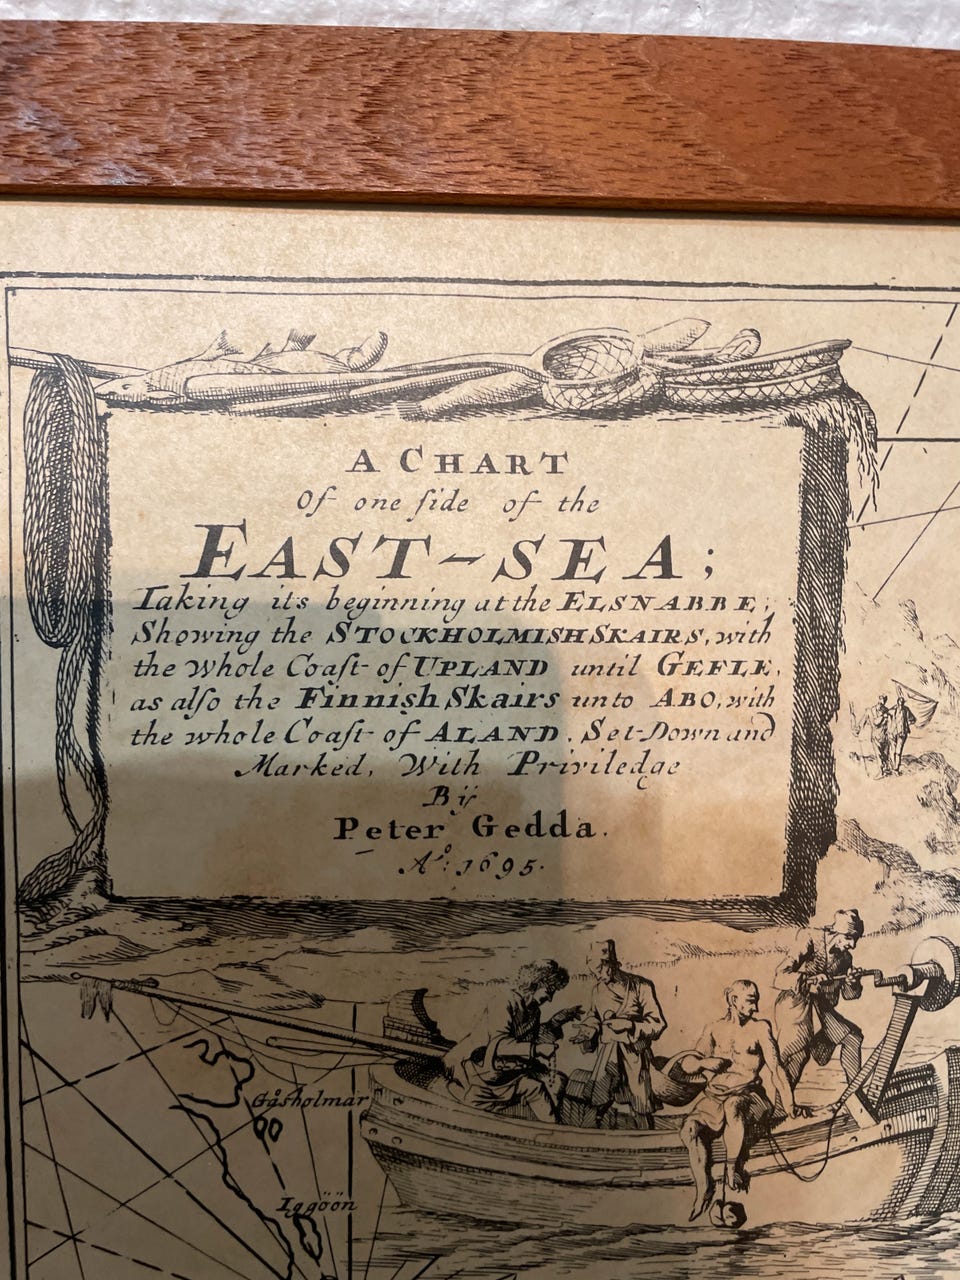 A CHART
Of one ſide of the
EAST-SEA;
Taking its beginning at the ELSNABBE;
Showing the STOCKHOLMISH SKAIRS, with
the whole Coaſt of UPLAND until GEFLE,
as alſo the Finnish Skairs unto ABO, with
the whole Coaſt of ALAND. Set-Down and
Marked, With Priviledge
Bÿ
Peter Gedda.
Aº: 1695.
Gåsholmar
Iggöön